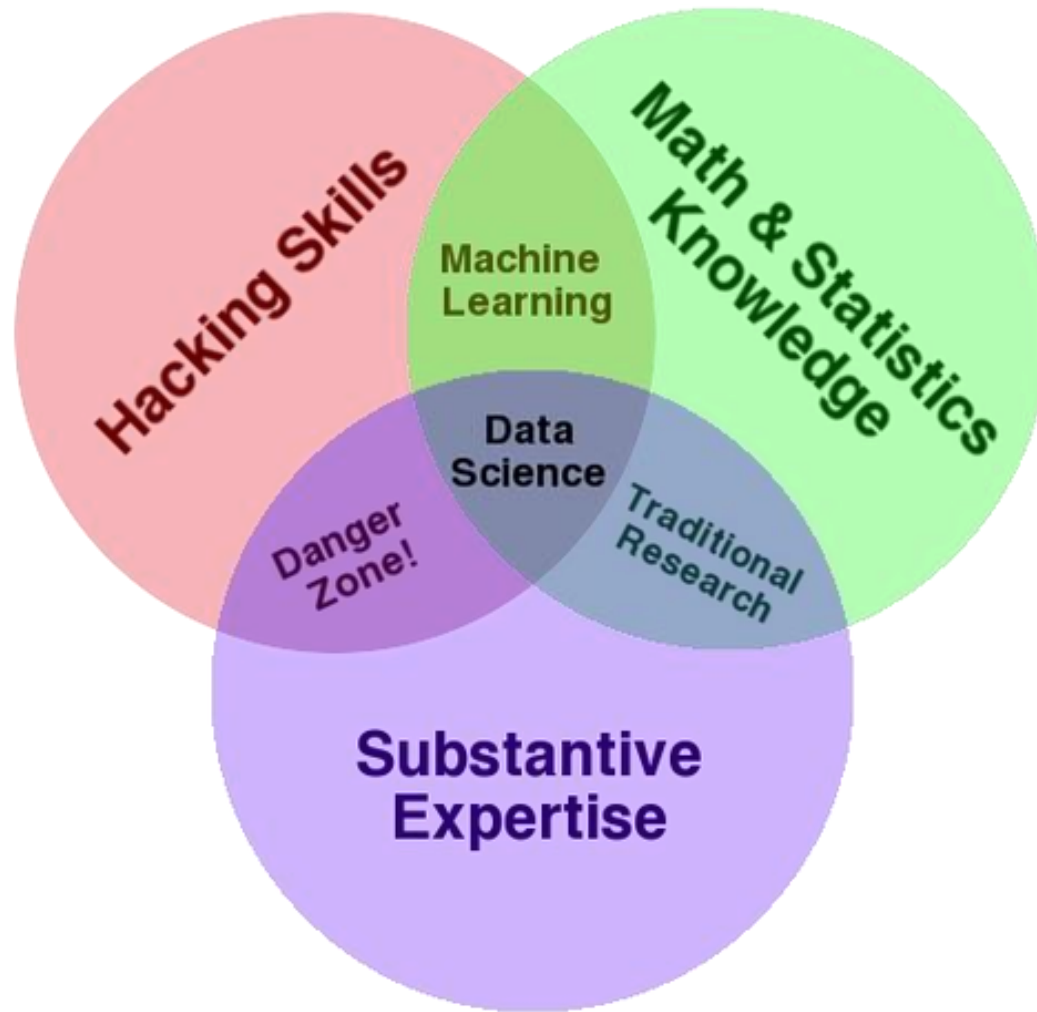 Hacking Skills
Math & Statistics
Knowledge
Machine
Learning
Data
Science
Danger
Zone!
Traditional
Research
Substantive
Expertise